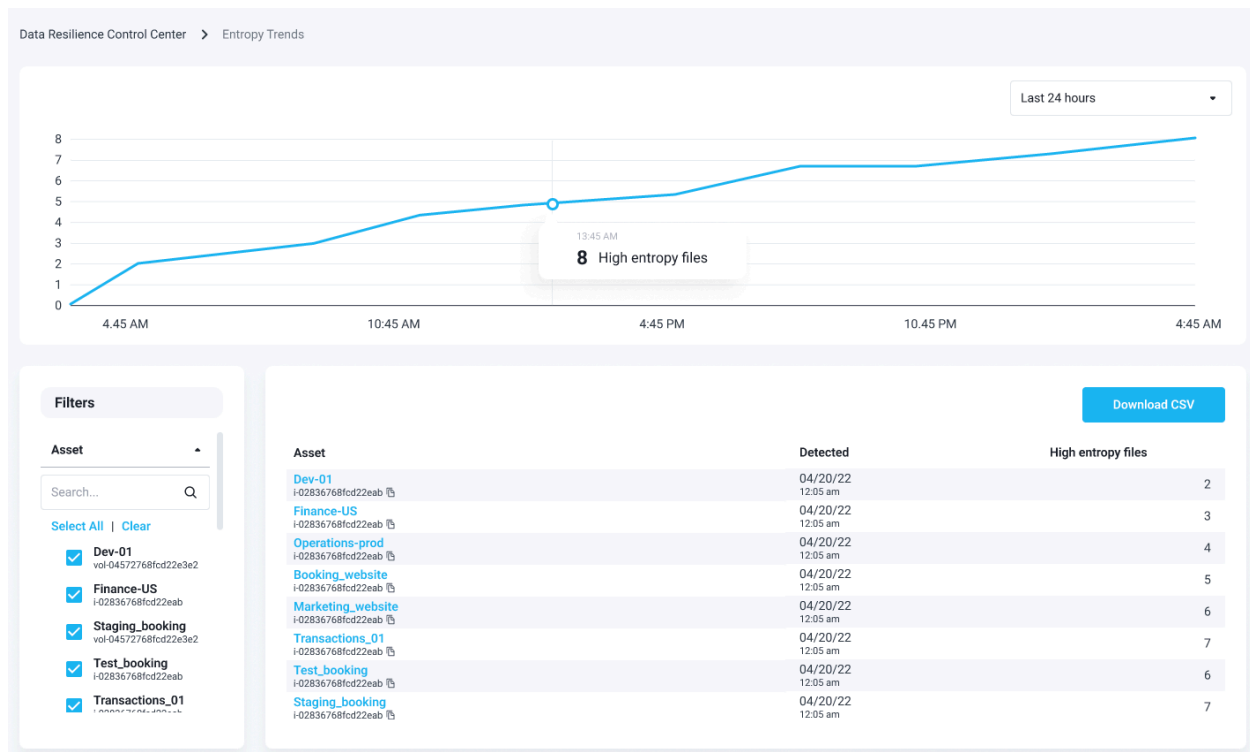 Data Resilience Control Center > Entropy Trends
Last 24 hours
8
7
6
5
4
3
2
1
0
13:45 AM
8 High entropy files
4.45 AM 10:45 AM 4:45 PM 10.45 PM 4:45 AM
Filters
Asset
Search...
Select All | Clear
Dev-01
vol-04572768fcd22e3e2
Finance-US
i-02836768fcd22eab
Staging_booking
vol-04572768fcd22e3e2
Test_booking
i-02836768fcd22eab
Transactions_01
Download CSV
Asset Detected High entropy files
Dev-01 04/20/22 2
i-02836768fcd22eab 12:05 am
Finance-US 04/20/22 3
i-02836768fcd22eab 12:05 am
Operations-prod 04/20/22 4
i-02836768fcd22eab 12:05 am
Booking_website 04/20/22 5
i-02836768fcd22eab 12:05 am
Marketing_website 04/20/22 6
i-02836768fcd22eab 12:05 am
Transactions_01 04/20/22 7
i-02836768fcd22eab 12:05 am
Test_booking 04/20/22 6
i-02836768fcd22eab 12:05 am
Staging_booking 04/20/22 7
i-02836768fcd22eab 12:05 am